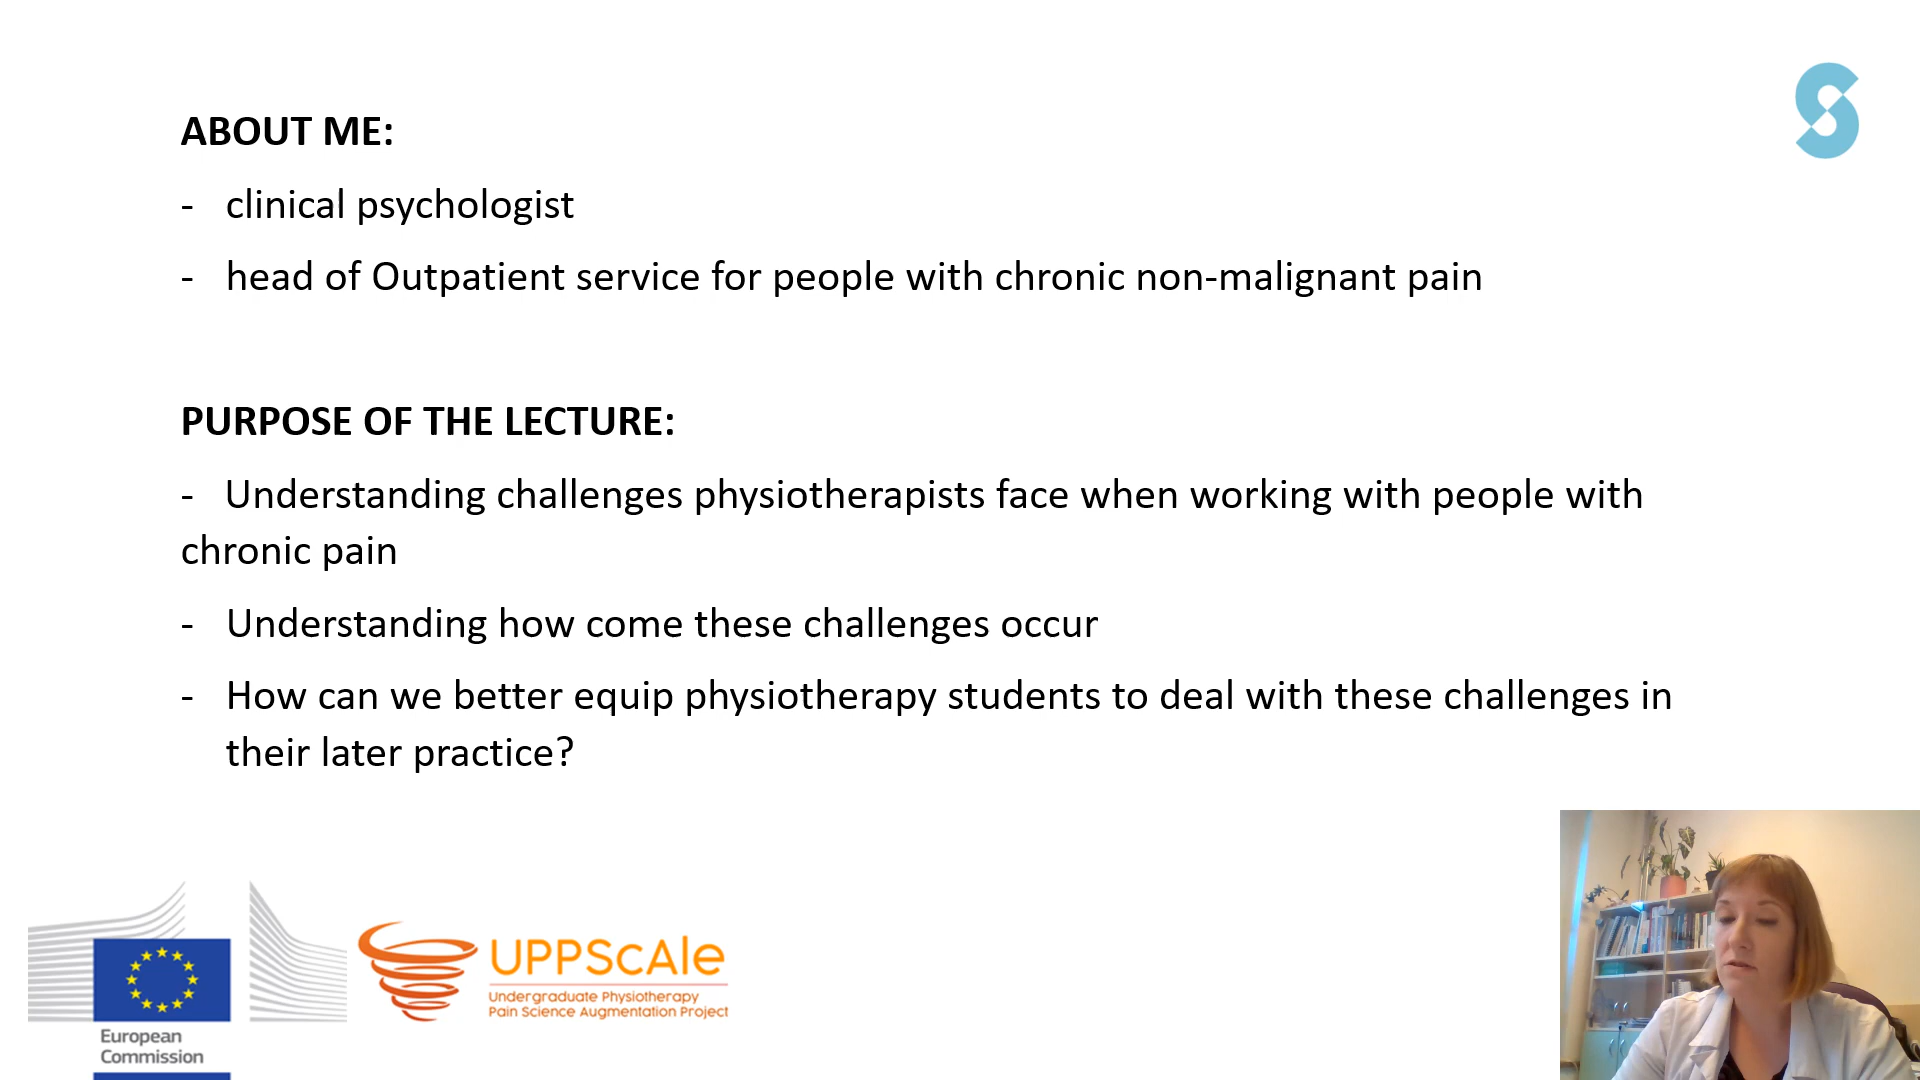 ABOUT ME:
- clinical psychologist
- head of Outpatient service for people with chronic non-malignant pain
PURPOSE OF THE LECTURE:
- Understanding challenges physiotherapists face when working with people with
chronic pain
- Understanding how come these challenges occur
- How can we better equip physiotherapy students to deal with these challenges in
their later practice?
European
Commission
UPPScAle
Undergraduate Physiotherapy
Pain Science Augmentation Project